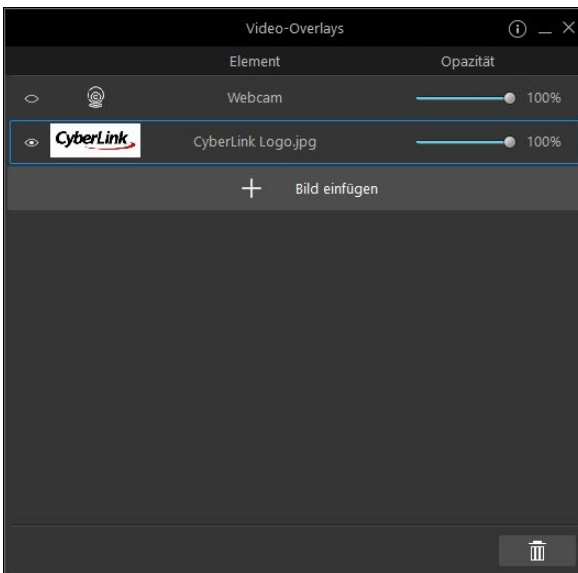 Video-Overlays
Element Opazität
Webcam 100%
CyberLink CyberLink Logo.jpg 100%
Bild einfügen